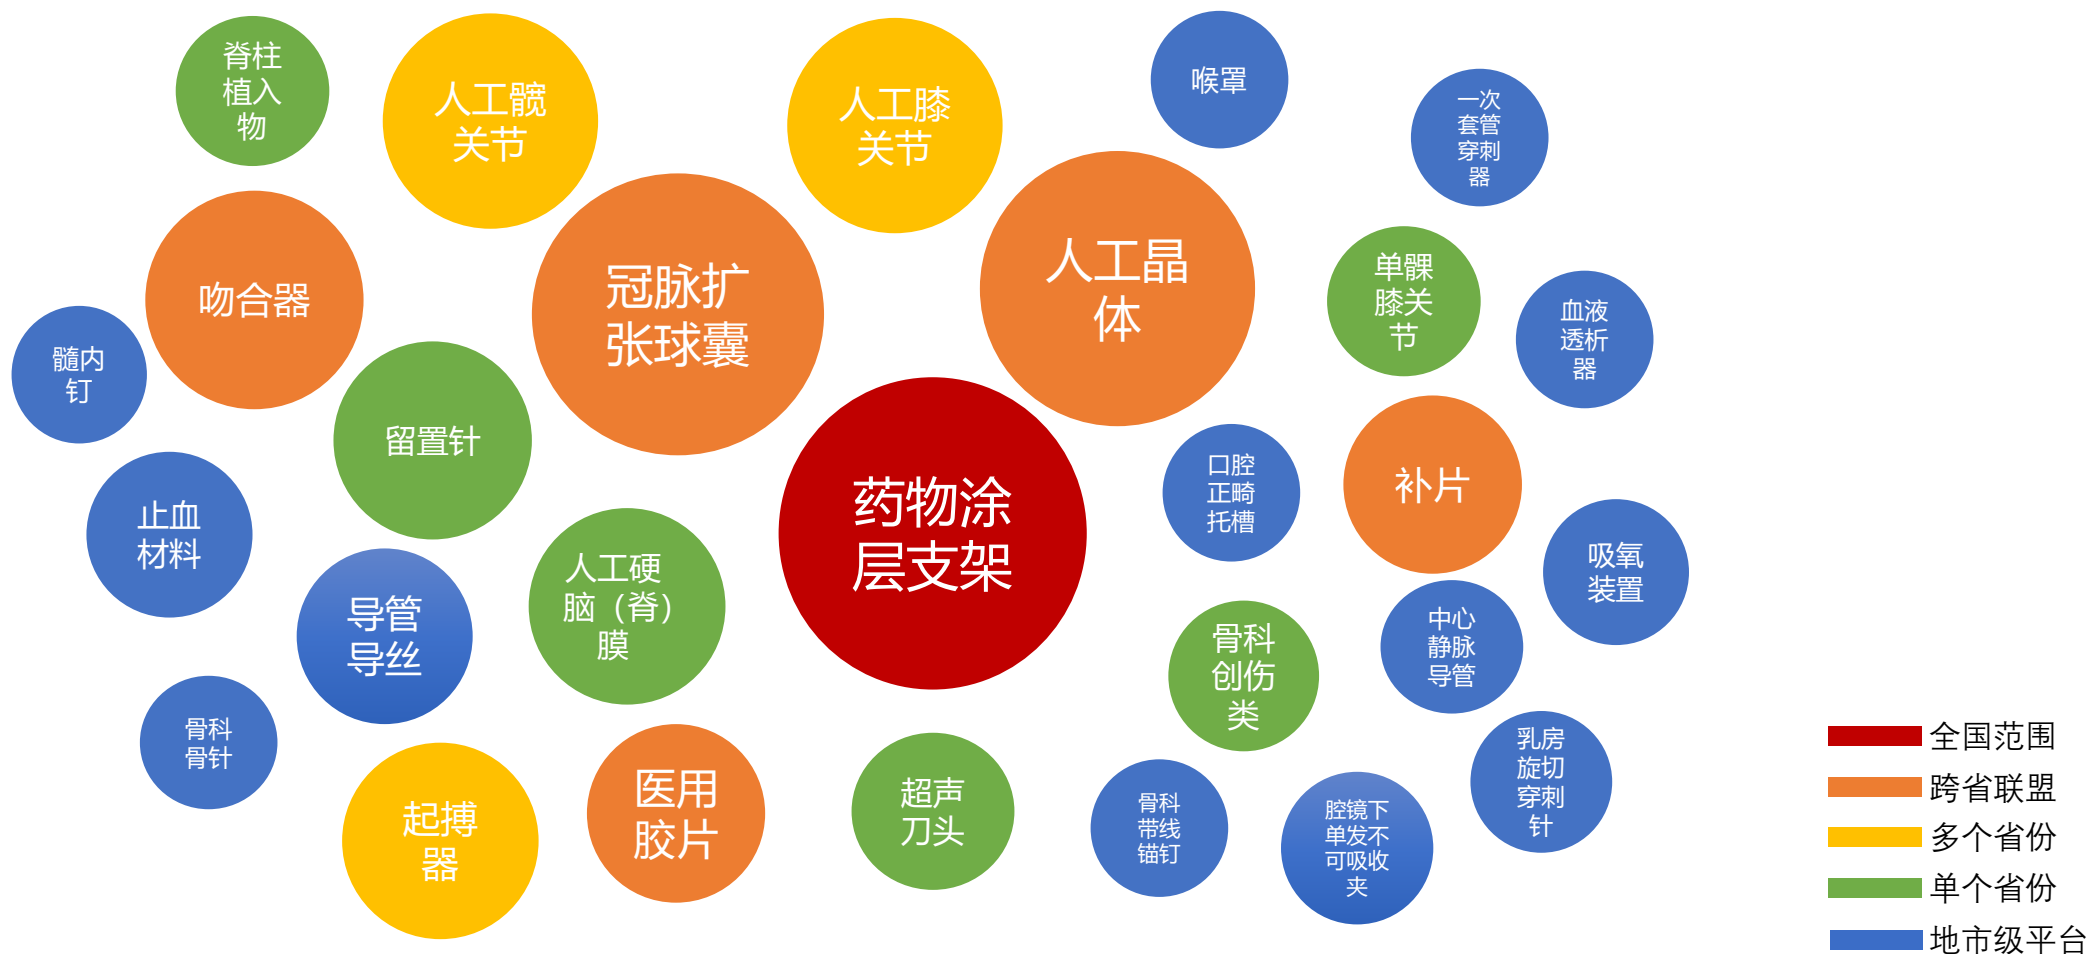 脊柱
植入
物
人工髋
关节
人工膝
关节
喉罩
一次
套管
穿刺
器
吻合器
冠脉扩
张球囊
人工晶
体
单髁
膝关
节
血液
透析
器
髓内
钉
留置针
口腔
正畸
托槽
补片
止血
材料
药物涂
层支架
吸氧
装置
导管
导丝
人工硬
脑（脊）
膜
骨科
创伤
类
中心
静脉
导管
骨科
骨针
起搏
器
医用
胶片
超声
刀头
骨科
带线
锚钉
腔镜下
单发不
可吸收
夹
乳房
旋切
穿刺
针
全国范围
跨省联盟
多个省份
单个省份
地市级平台